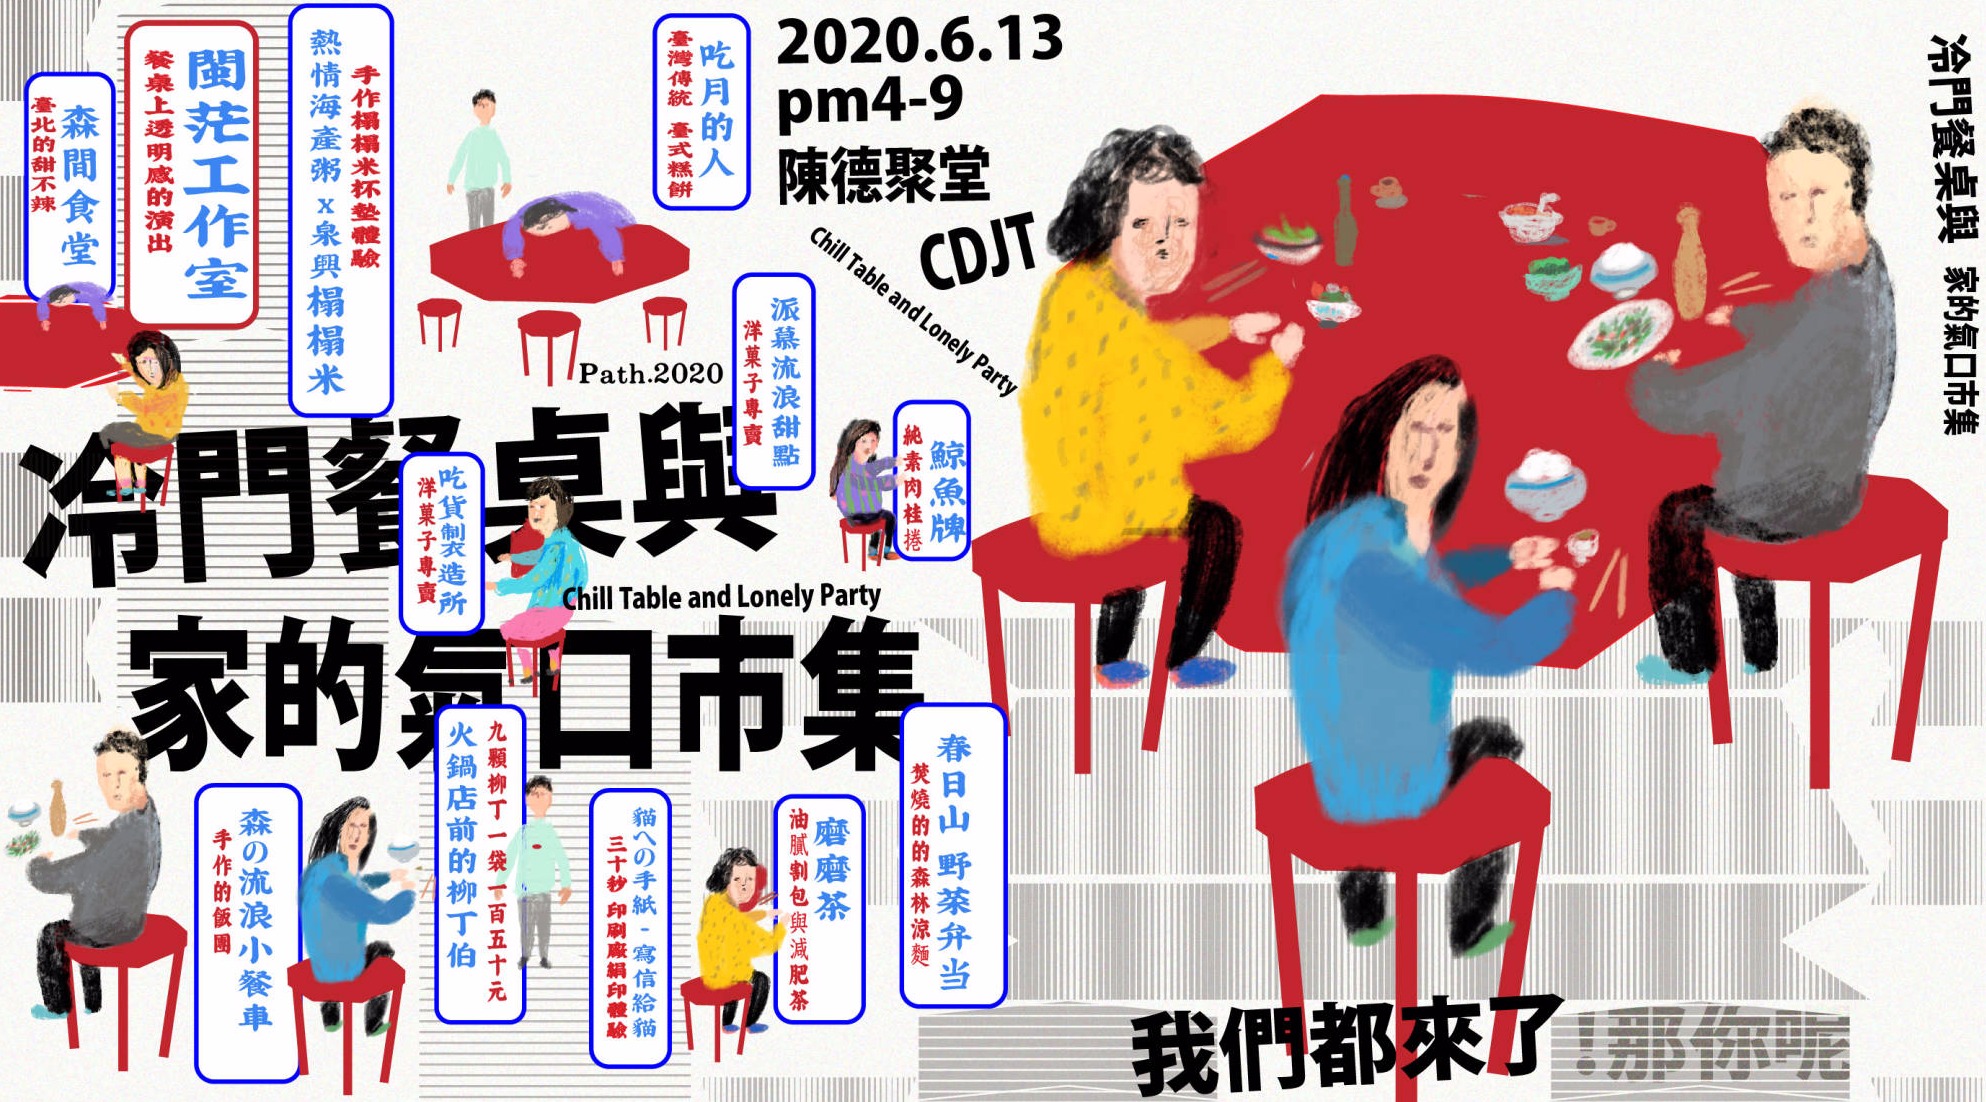 森間食堂
臺北的甜不辣
閩茫工作室
餐桌上透明感的演出
手作榻榻米杯墊體驗
熱情海產粥x泉興榻榻米
吃月的人
臺灣傳統 臺式糕餅
2020.6.13
pm4-9
陳德聚堂
CDJT
Chill Table and Lonely Party
冷門餐桌與 家的氣口市集
Path.2020
派慕流浪甜點
洋菓子專賣
冷門餐桌與
吃貨製造所
洋菓子專賣
鯨魚牌
純素肉桂捲
Chill Table and Lonely Party
家的氣口市集
森の流浪小餐車
手作的飯團
九顆柳丁一袋一百五十元
火鍋店前的柳丁伯
貓への手紙-寫信給貓
三十秒 印刷廠絹印體驗
磨磨茶
油膩割包與減肥茶
春日山 野菜弁当
焚燒的的森林涼麵
我們都來了
!那你呢